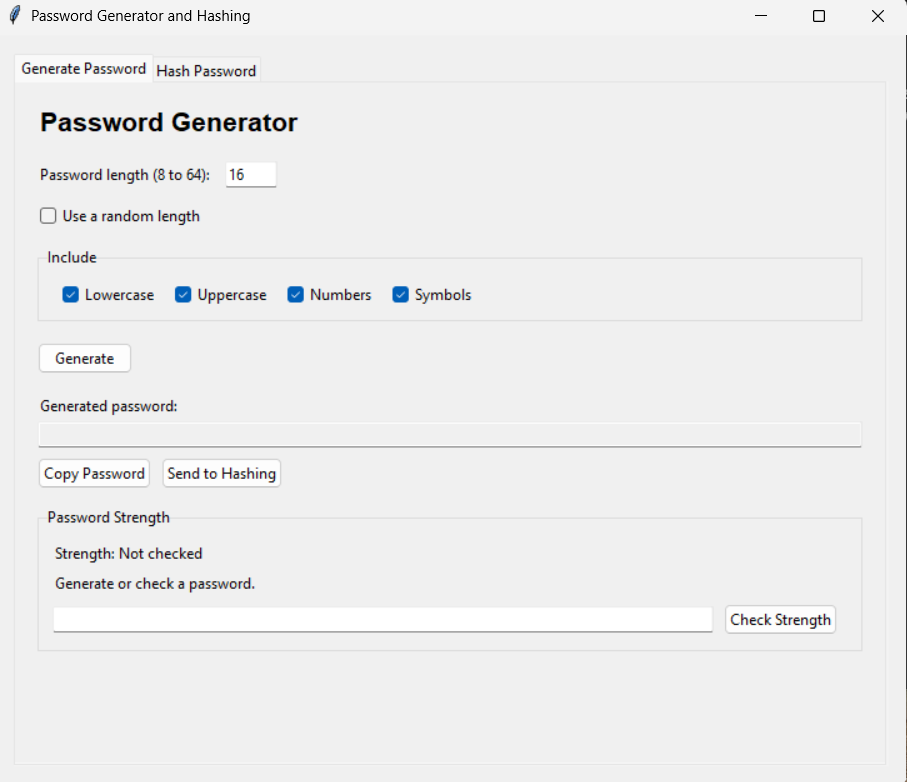 Password Generator and Hashing
Generate Password Hash Password
Password Generator
Password length (8 to 64): 16
Use a random length
Include
Lowercase Uppercase Numbers Symbols
Generate
Generated password:
Copy Password Send to Hashing
Password Strength
Strength: Not checked
Generate or check a password.
Check Strength